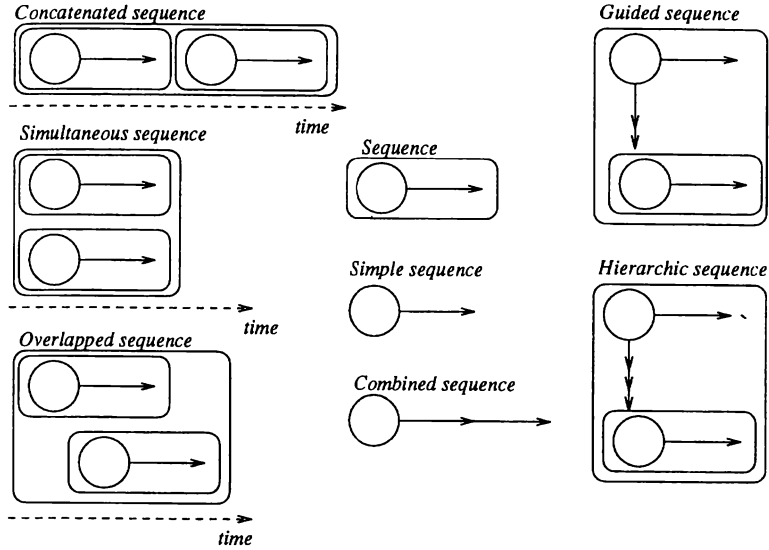 Concatenated sequence
time
Simultaneous sequence
time
Overlapped sequence
time
Sequence
Simple sequence
Combined sequence
Guided sequence
Hierarchic sequence